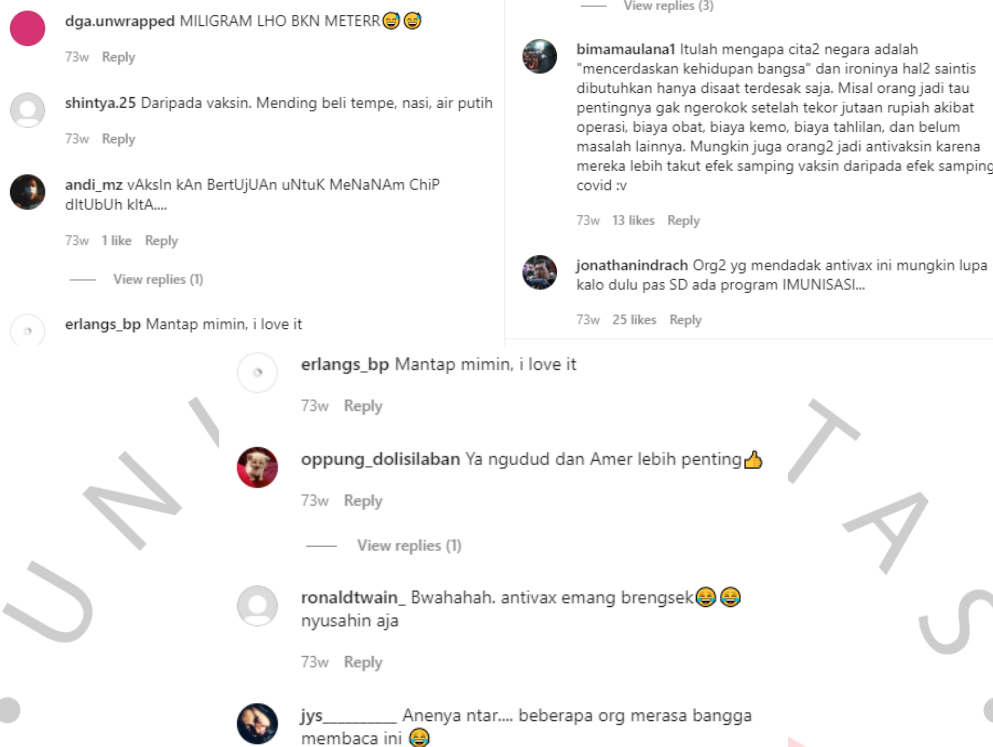 dga.unwrapped MILIGRAM LHO BKN METERR😅😅
73w Reply
shintya.25 Daripada vaksin. Mending beli tempe, nasi, air putih
73w Reply
andi_mz vAksIn kAn BertUjUAn uNtuK MeNaNAm ChiP
dItUbUh kItA....
73w 1 like Reply
View replies (1)
erlangs_bp Mantap mimin, i love it
View replies (3)
bimamaulana1 Itulah mengapa cita2 negara adalah
"mencerdaskan kehidupan bangsa" dan ironinya hal2 saintis
dibutuhkan hanya disaat terdesak saja. Misal orang jadi tau
pentingnya gak ngerokok setelah tekor jutaan rupiah akibat
operasi, biaya obat, biaya kemo, biaya tahlilan, dan belum
masalah lainnya. Mungkin juga orang2 jadi antivaksin karena
mereka lebih takut efek samping vaksin daripada efek samping
covid :v
73w 13 likes Reply
jonathanindrach Org2 yg mendadak antivax ini mungkin lupa
kalo dulu pas SD ada program IMUNISASI...
73w 25 likes Reply
erlangs_bp Mantap mimin, i love it
73w Reply
oppung_dolisilaban Ya ngudud dan Amer lebih penting👍
73w Reply
View replies (1)
ronaldtwain_ Bwahahah. antivax emang brengsek😂😂
nyusahin aja
73w Reply
jys__________ Anenya ntar.... beberapa org merasa bangga
membaca ini 😂
UN
TAS